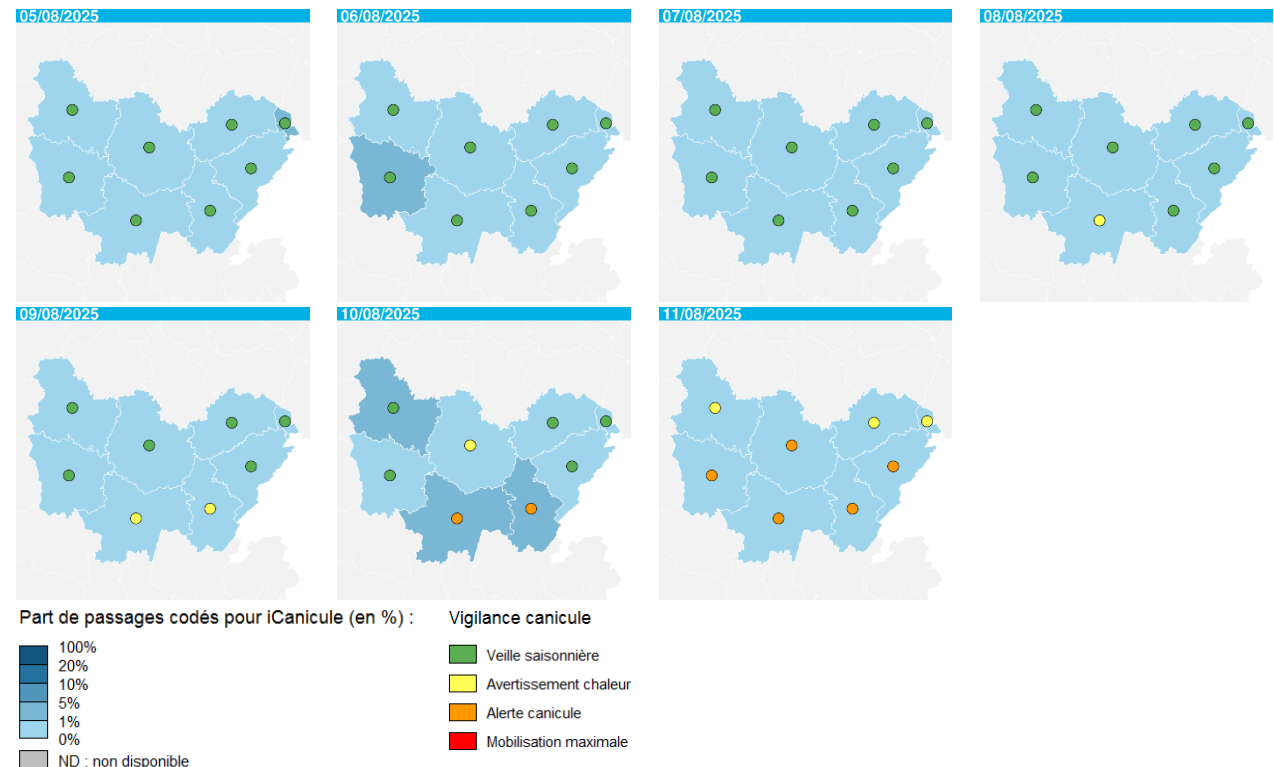 05/08/2025
06/08/2025
07/08/2025
08/08/2025
09/08/2025
10/08/2025
11/08/2025
Part de passages codés pour iCanicule (en %) :
100%
20%
10%
5%
1%
0%
ND : non disponible
Vigilance canicule
Veille saisonnière
Avertissement chaleur
Alerte canicule
Mobilisation maximale